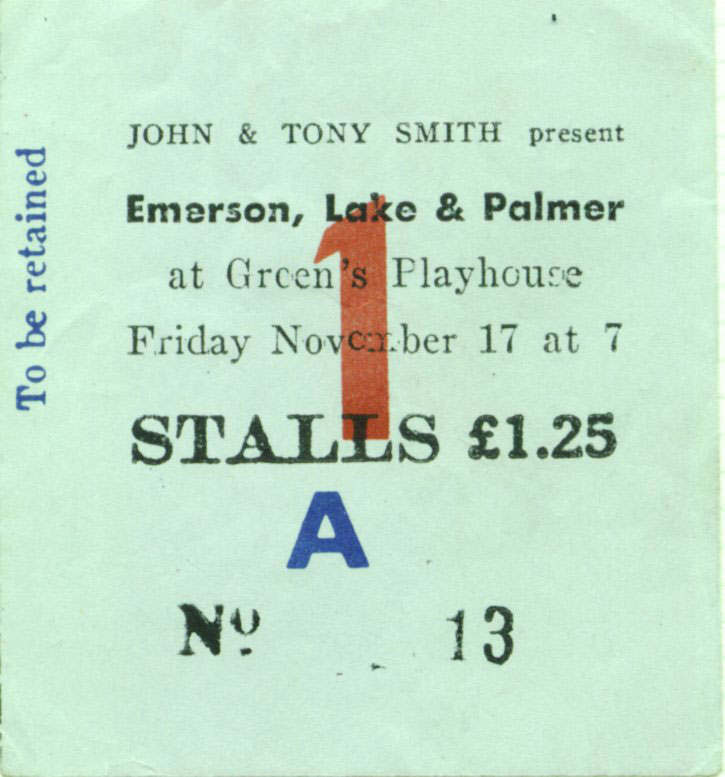 To be retained
JOHN & TONY SMITH present
Emerson, Lake & Palmer
at Green's Playhouse
Friday November 17 at 7
1
STALLS £1.25
A
No. 13